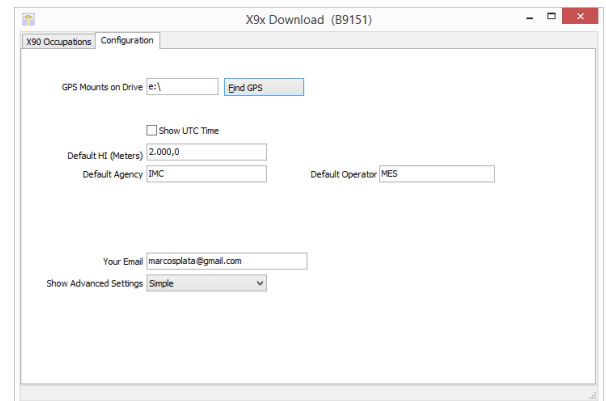 X9x Download (B9151)
X90 Occupations Configuration
GPS Mounts on Drive e:\ Find GPS
Show UTC Time
Default HI (Meters) 2.000,0
Default Agency IMC Default Operator MES
Your Email marcosplata@gmail.com
Show Advanced Settings Simple